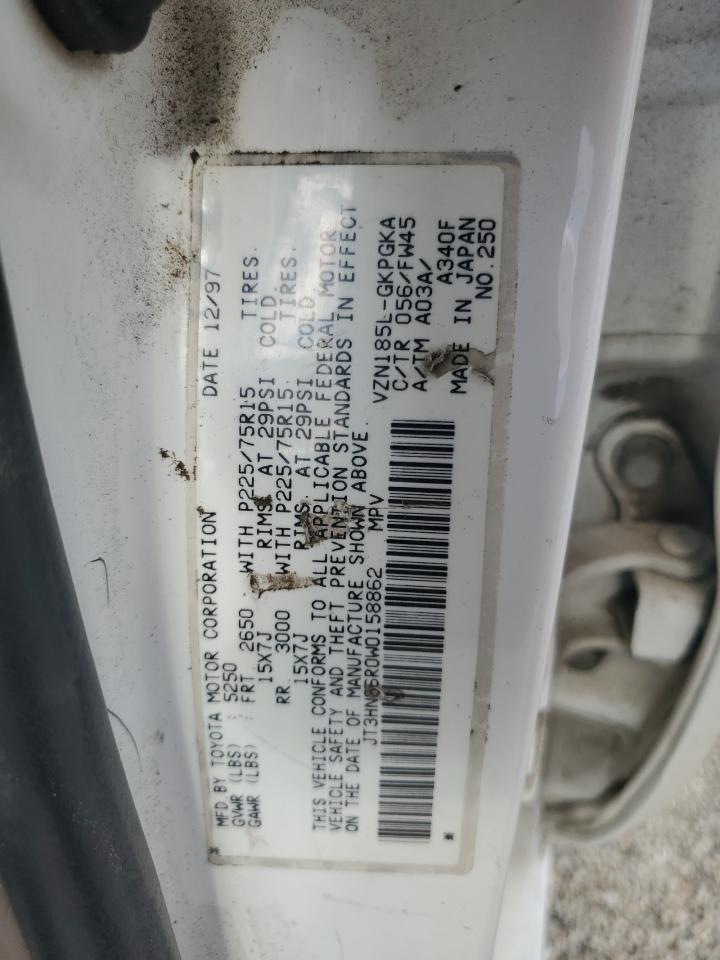 MFD. BY TOYOTA MOTOR CORPORATION DATE 12/97
GVWR (LBS) : 5250
GAWR (LBS) : FRT. 2650 WITH P225/75R15 TIRES.
15X7J RIMS AT 29PSI COLD.
RR. 3000 WITH P225/75R15 TIRES.
15X7J RIMS AT 29PSI COLD
THIS VEHICLE CONFORMS TO ALL APPLICABLE FEDERAL MOTOR
VEHICLE SAFETY AND THEFT PREVENTION STANDARDS IN EFFECT
ON THE DATE OF MANUFACTURE SHOWN ABOVE.
JT3HN86R0W0158862 MPV
VZN185L-GKPGKA
C/TR 056/FW45
A/TM A03A/ A340F
MADE IN JAPAN
NO.250